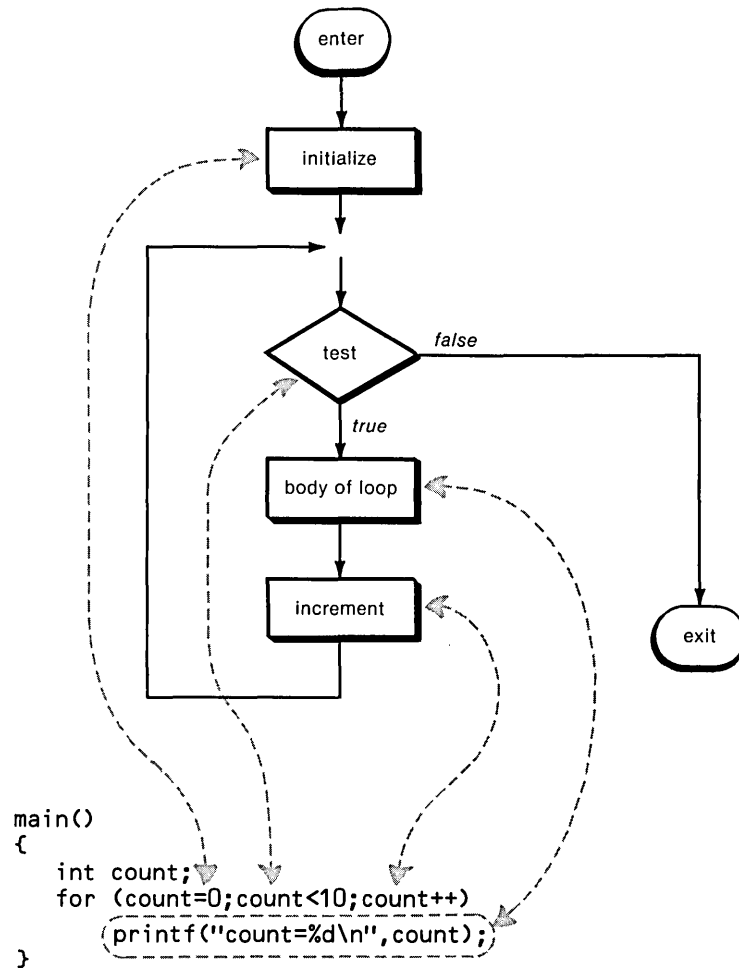 enter
initialize
test
false
true
body of loop
increment
exit
main()
{
int count;
for (count=0;count<10;count++)
printf("count=%d\n",count);
}